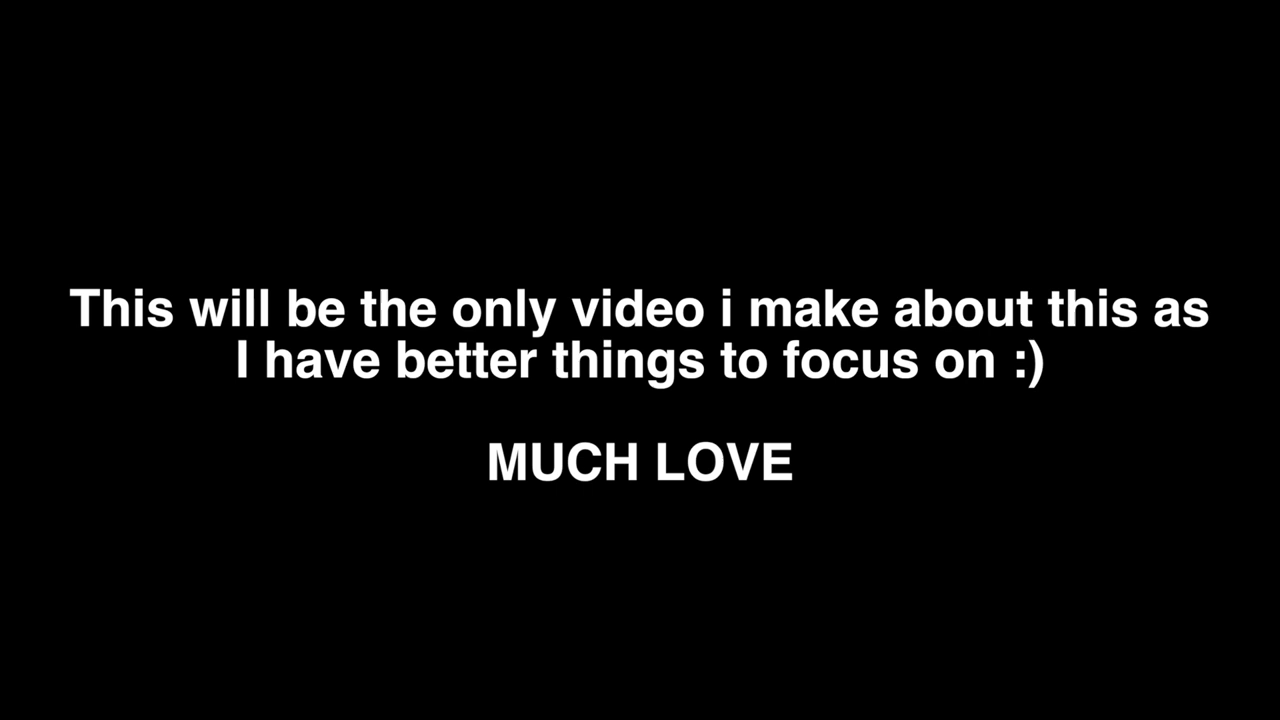 This will be the only video i make about this as
I have better things to focus on :)
MUCH LOVE